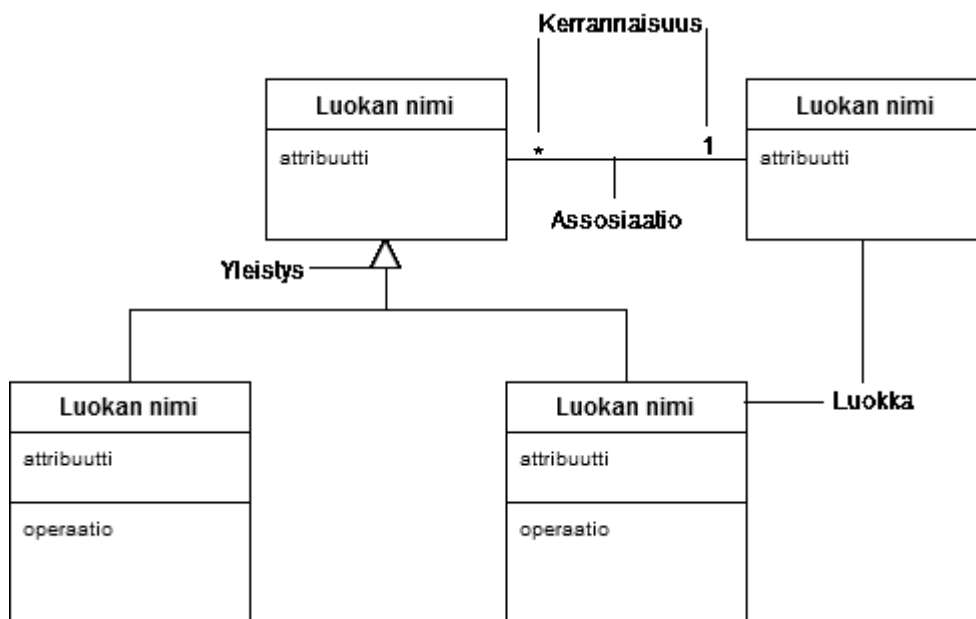 Kerrannaisuus
Luokan nimi
Luokan nimi
attribuutti
*
1
attribuutti
Assosiaatio
Yleistys
Luokan nimi
Luokan nimi
Luokka
attribuutti
attribuutti
operaatio
operaatio